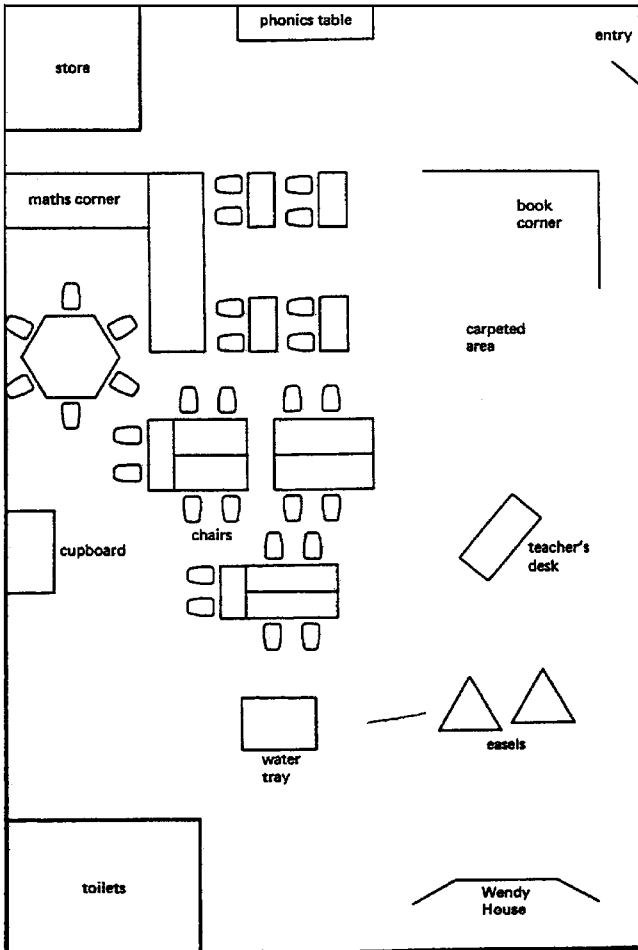 phonics table
entry
store
maths corner
book
corner
carpeted
area
chairs
cupboard
teacher's
desk
easels
water
tray
toilets
Wendy
House